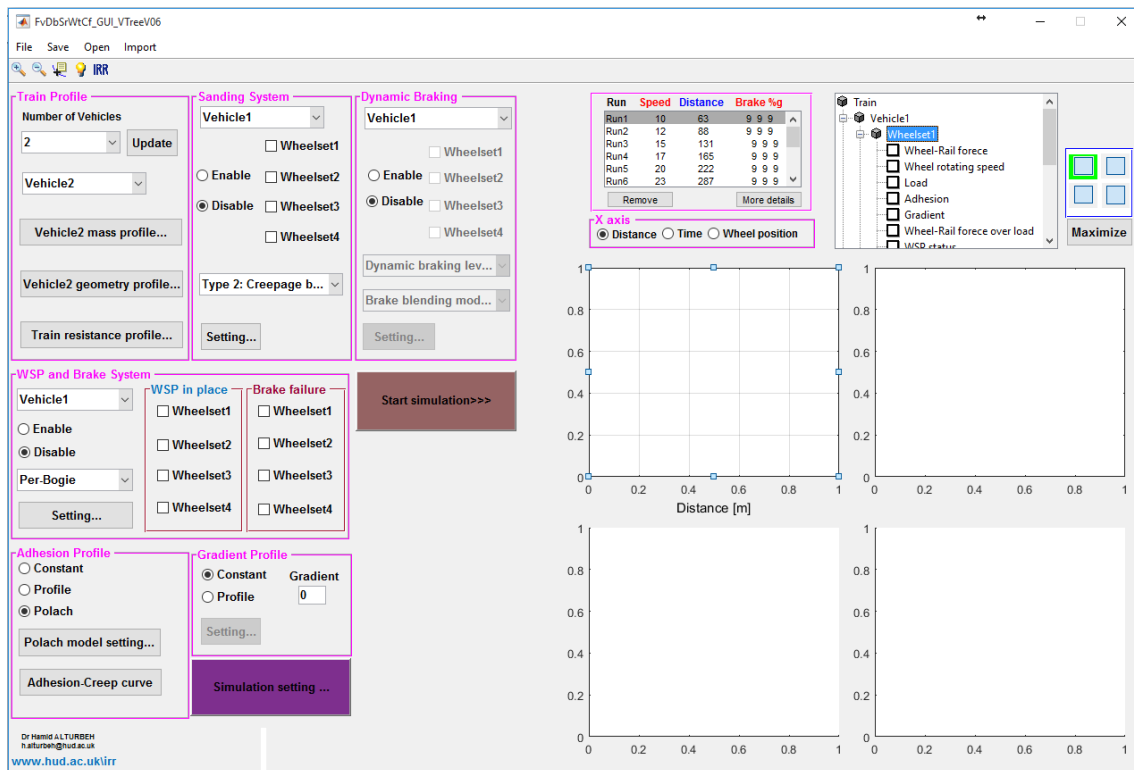 FvDbSrWtCf_GUI_VTreeV06
File Save Open Import
IRR
Train Profile
Number of Vehicles
2
Update
Vehicle2
Vehicle2 mass profile...
Vehicle2 geometry profile...
Train resistance profile...
Sanding System
Vehicle1
Wheelset1
Enable
Wheelset2
Disable
Wheelset3
Wheelset4
Type 2: Creepage b...
Setting...
Dynamic Braking
Vehicle1
Wheelset1
Enable
Wheelset2
Disable
Wheelset3
Wheelset4
Dynamic braking lev...
Brake blending mod...
Setting...
Run Speed Distance Brake %g
Run1 10 63 9 9 9
Run2 12 88 9 9 9
Run3 15 131 9 9 9
Run4 17 165 9 9 9
Run5 20 222 9 9 9
Run6 23 287 9 9 9
Remove
More details
X axis
Distance Time Wheel position
Train
Vehicle1
Wheelset1
Wheel-Rail forece
Wheel rotating speed
Load
Adhesion
Gradient
Wheel-Rail forece over load
WSP status
Maximize
WSP and Brake System
Vehicle1
Enable
Disable
Per-Bogie
Setting...
WSP in place
Wheelset1
Wheelset2
Wheelset3
Wheelset4
Brake failure
Wheelset1
Wheelset2
Wheelset3
Wheelset4
Start simulation>>>
Adhesion Profile
Constant
Profile
Polach
Polach model setting...
Adhesion-Creep curve
Gradient Profile
Constant
Gradient
Profile
0
Setting...
Simulation setting ...
1
0.8
0.6
0.4
0.2
0
0 0.2 0.4 0.6 0.8 1
Distance [m]
1
0.8
0.6
0.4
0.2
0
0 0.2 0.4 0.6 0.8 1
1
0.8
0.6
0.4
0.2
0
0 0.2 0.4 0.6 0.8 1
1
0.8
0.6
0.4
0.2
0
0 0.2 0.4 0.6 0.8 1
Dr Hamid ALTURBEH
h.alturbeh@hud.ac.uk
www.hud.ac.uk\irr